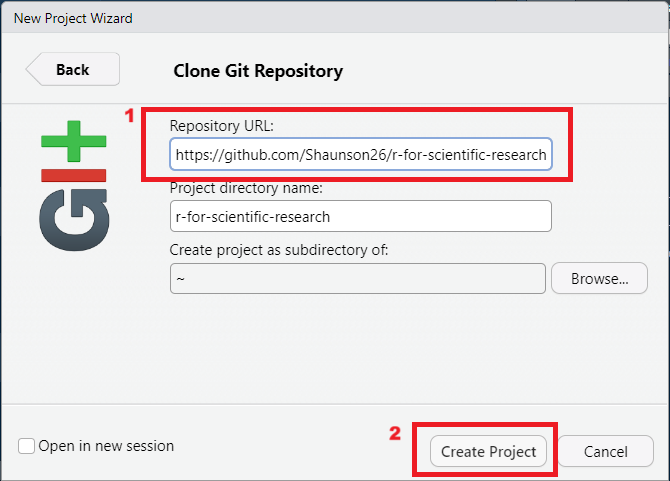 New Project Wizard
Back
Clone Git Repository
1
Repository URL:
https://github.com/Shaunson26/r-for-scientific-research
GIt
Project directory name:
r-for-scientific-research
Create project as subdirectory of:
~
Browse...
Open in new session
2
Create Project
Cancel